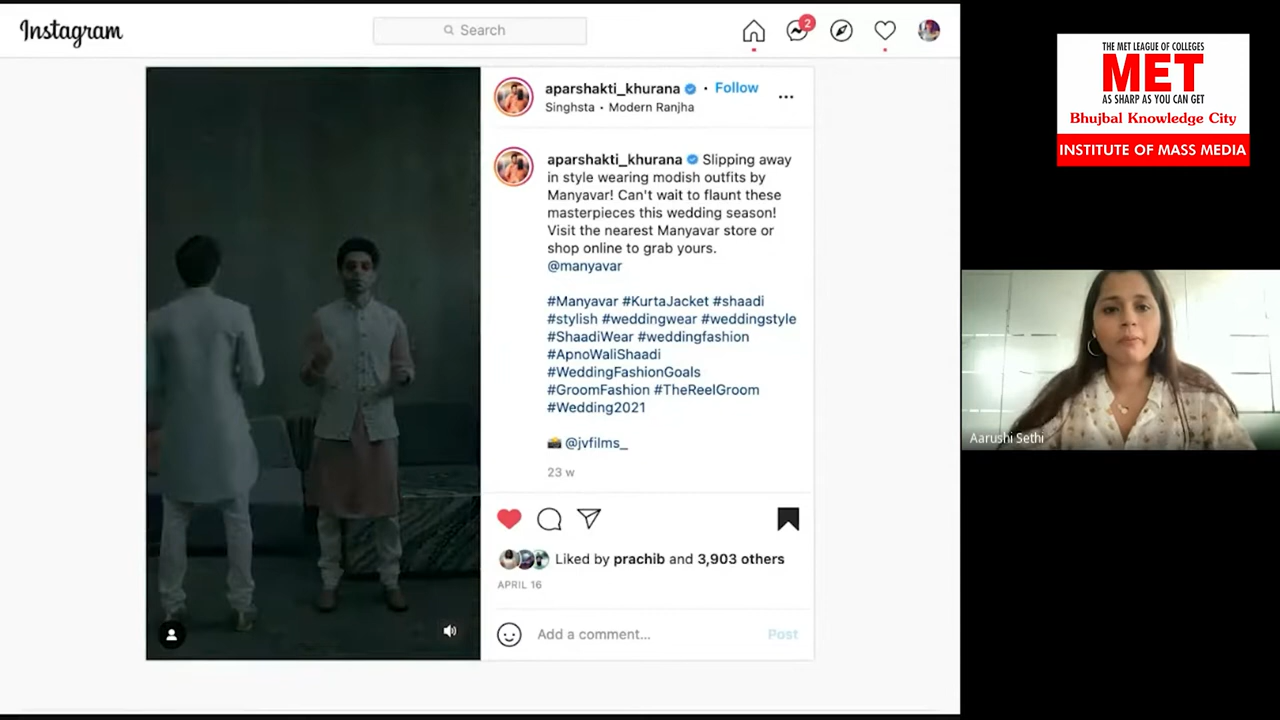 Instagram
Search
2
aparshakti_khurana • Follow
Singhsta • Modern Ranjha
aparshakti_khurana Slipping away
in style wearing modish outfits by
Manyavar! Can't wait to flaunt these
masterpieces this wedding season!
Visit the nearest Manyavar store or
shop online to grab yours.
@manyavar
#Manyavar #KurtaJacket #shaadi
#stylish #weddingwear #weddingstyle
#ShaadiWear #weddingfashion
#ApnoWaliShaadi
#WeddingFashionGoals
#GroomFashion #TheReelGroom
#Wedding2021
📸 @jvfilms_
23 w
Liked by prachib and 3,903 others
APRIL 16
Add a comment...
Post
THE MET LEAGUE OF COLLEGES
MET
AS SHARP AS YOU CAN GET
Bhujbal Knowledge City
INSTITUTE OF MASS MEDIA
Aarushi Sethi